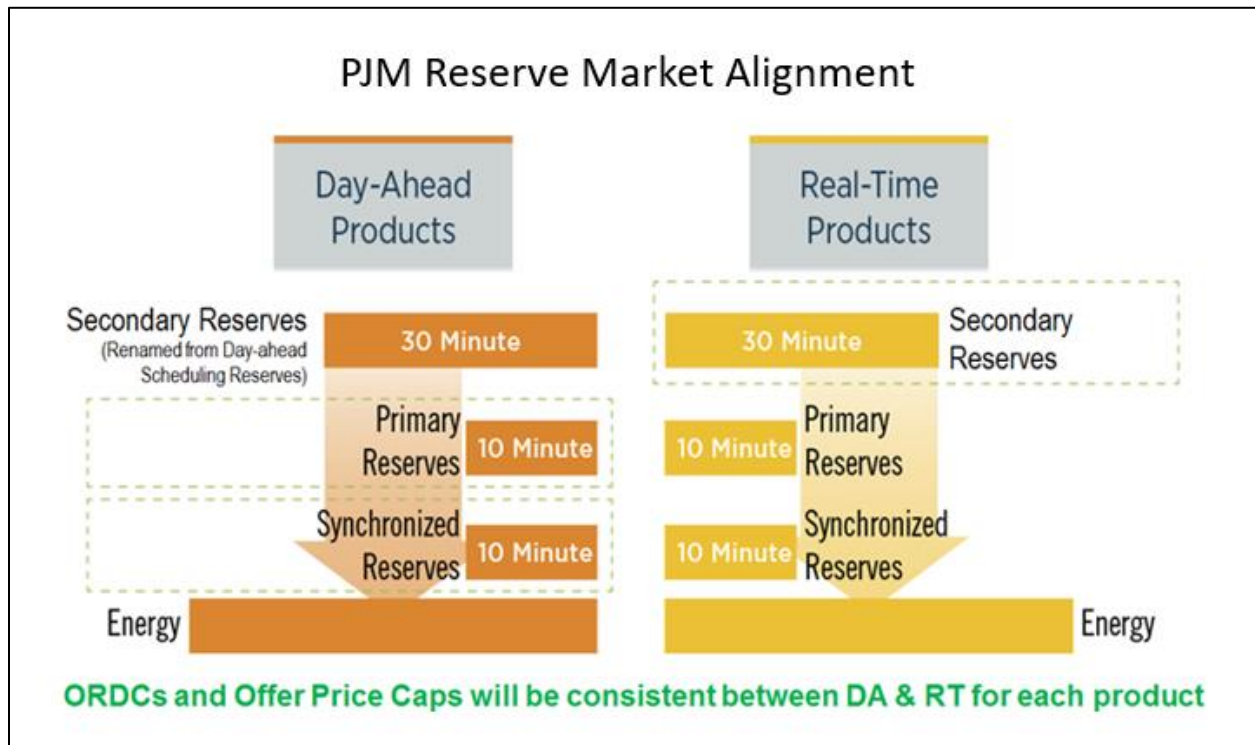 PJM Reserve Market Alignment
Day-Ahead
Products
Real-Time
Products
Secondary Reserves
(Renamed from Day-ahead
Scheduling Reserves)
30 Minute
30 Minute
Secondary
Reserves
Primary
Reserves
10 Minute
10 Minute
Primary
Reserves
Synchronized
Reserves
10 Minute
10 Minute
Synchronized
Reserves
Energy
Energy
ORDCs and Offer Price Caps will be consistent between DA & RT for each product